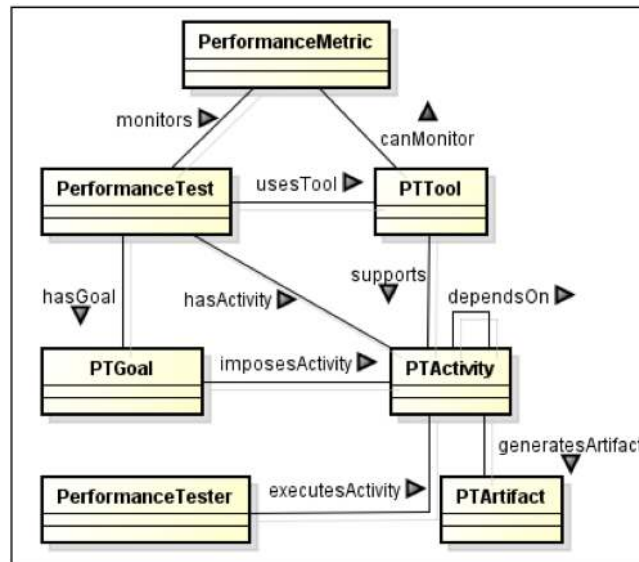 PerformanceMetric
monitors
canMonitor
PerformanceTest
usesTool
PTTool
hasGoal
hasActivity
supports
dependsOn
PTGoal
imposesActivity
PTActivity
generatesArtifact
PerformanceTester
executesActivity
PTArtifact